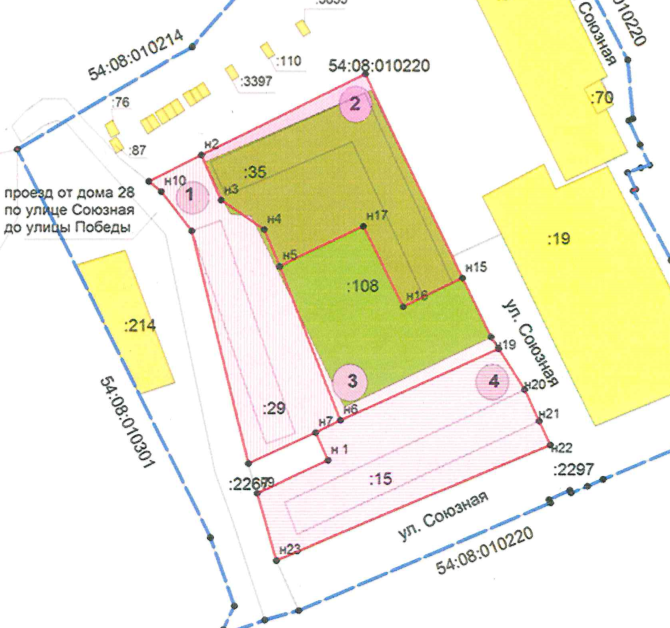 :3699
Союзная
010220
54:08:010214
:110
54:08:010220
:3397
:70
:76
2
н2
:87
:35
н10
1
н3
проезд от дома 28
по улице Союзная
до улицы Победы
н4
н17
:19
н5
:108
н15
н16
:214
ул. Союзная
н19
3
4
н20
54:08:010301
:29
н6
н21
н7
н22
н 1
:15
:2297
:2267
н23
ул. Союзная
54:08:010220